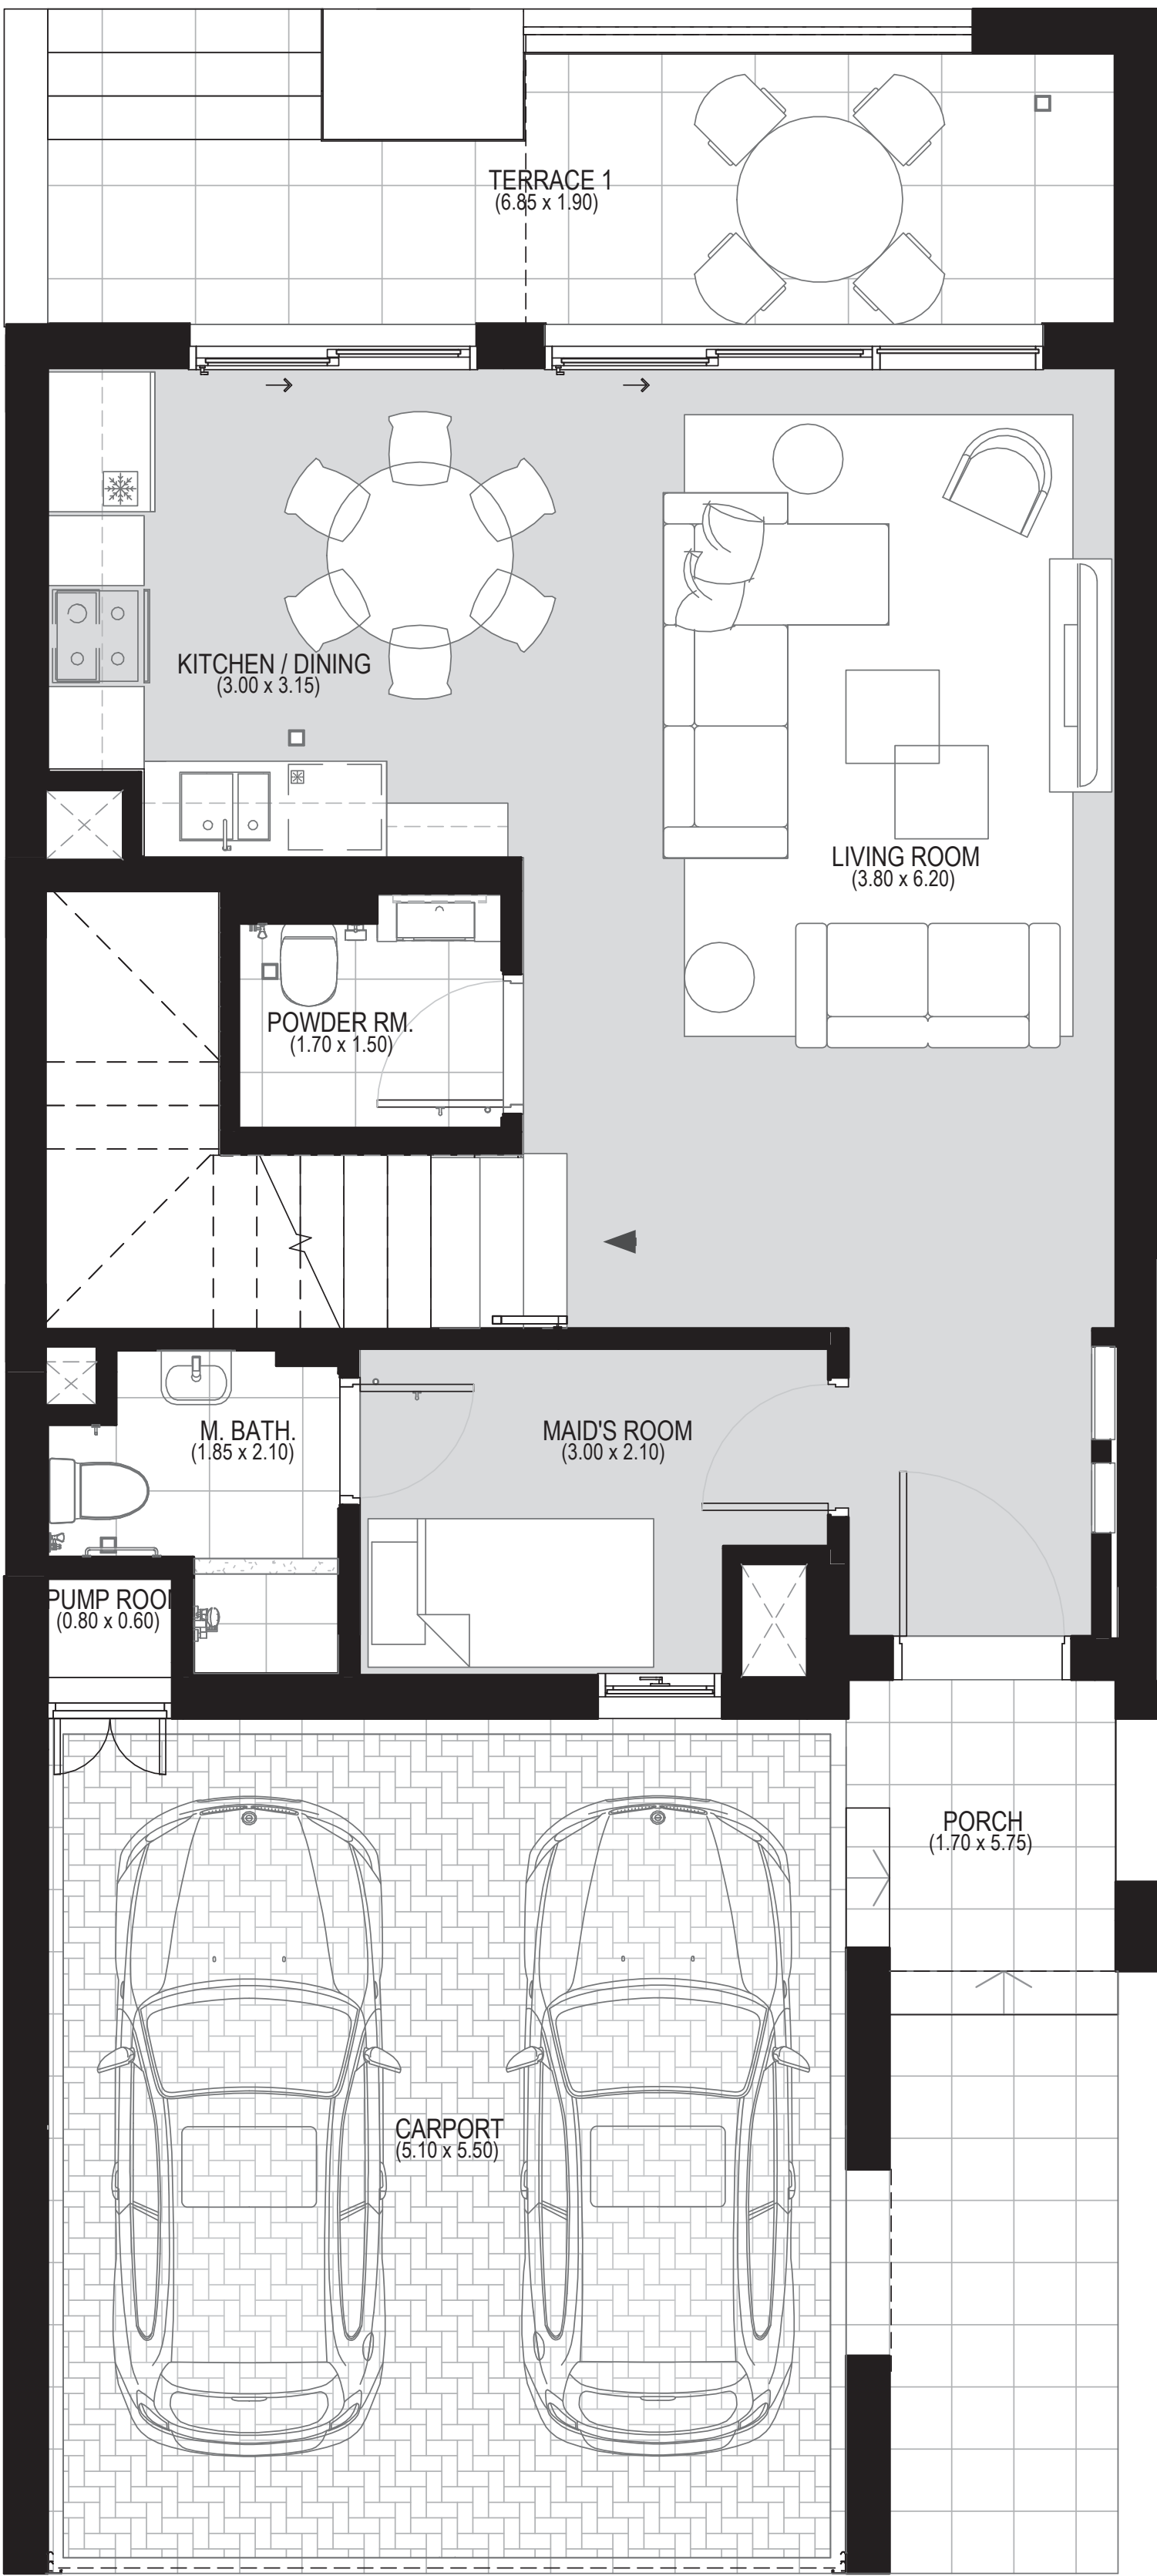 TERRACE 1
(6.85 x 1.90)
KITCHEN / DINING
(3.00 x 3.15)
LIVING ROOM
(3.80 x 6.20)
POWDER RM.
(1.70 x 1.50)
M. BATH.
(1.85 x 2.10)
MAID'S ROOM
(3.00 x 2.10)
PUMP ROOM
(0.80 x 0.60)
PORCH
(1.70 x 5.75)
CARPORT
(5.10 x 5.50)